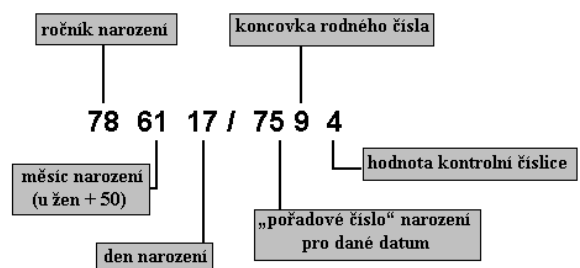 ročník narození
koncovka rodného čísla
78 61 17 / 75 9 4
měsíc narození
(u žen + 50)
hodnota kontrolní číslice
„pořadové číslo“ narození
pro dané datum
den narození